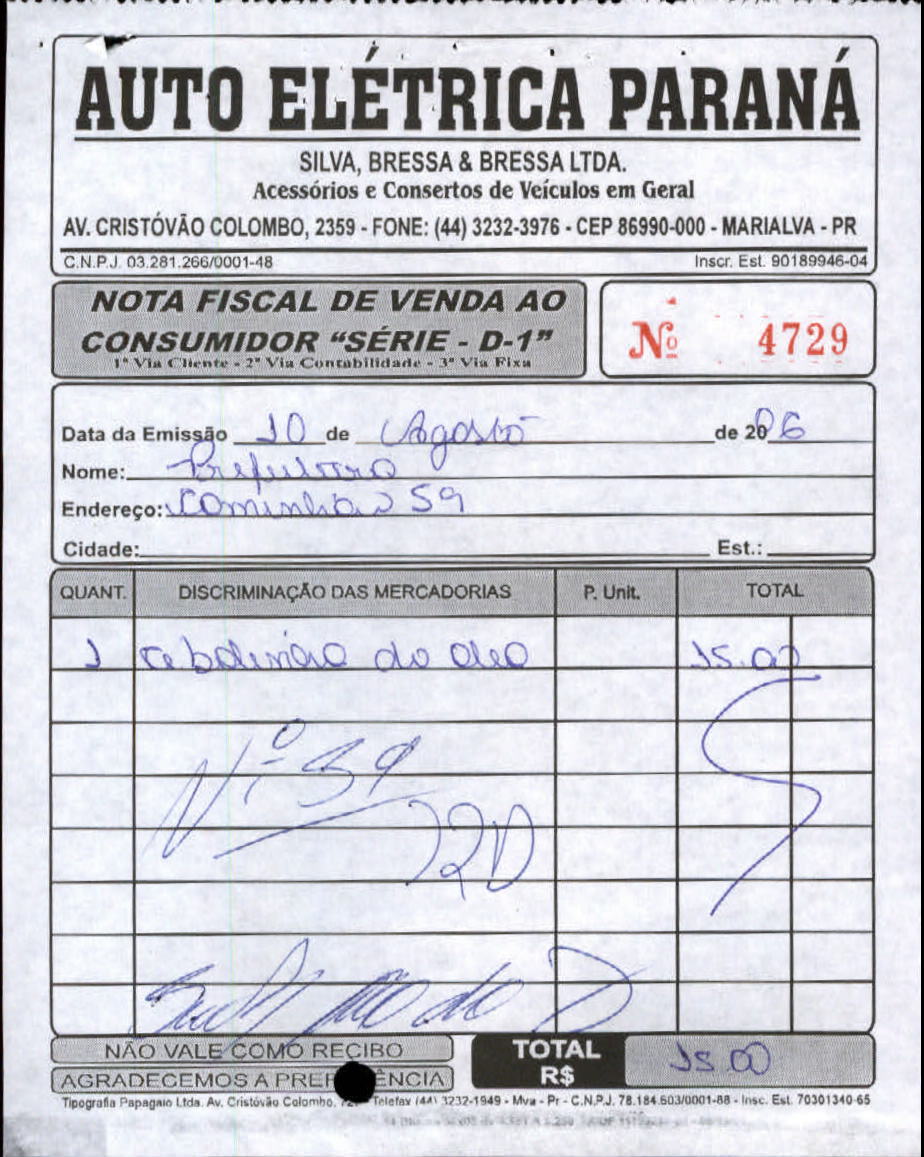 AUTO ELÉTRICA PARANÁ
SILVA, BRESSA & BRESSA LTDA.
Acessórios e Consertos de Veículos em Geral
AV. CRISTÓVÃO COLOMBO, 2359 - FONE: (44) 3232-3976 - CEP 86990-000 - MARIALVA - PR
C.N.P.J. 03.281.266/0001-48 Inscr. Est. 90189946-04
NOTA FISCAL DE VENDA AO
CONSUMIDOR "SÉRIE - D-1"
1ª Via Cliente - 2ª Via Contabilidade - 3ª Via Fixa
Nº 4729
Data da Emissão 10 de Agosto de 2006
Nome: Prefeitura
Endereço: Caminhão 59
Cidade: Est.:
QUANT. DISCRIMINAÇÃO DAS MERCADORIAS P. Unit. TOTAL
1 cebolinha do oleo 15.00
Nº 59
NÃO VALE COMO RECIBO
AGRADECEMOS A
TOTAL
R$ 15.00
Tipografia Papagaio Ltda. Av. Cristóvão Colombo, Telefax (44) 3232-1949 - Mva - Pr - C.N.P.J. 78.184.603/0001-88 - Insc. Est. 70301340-65